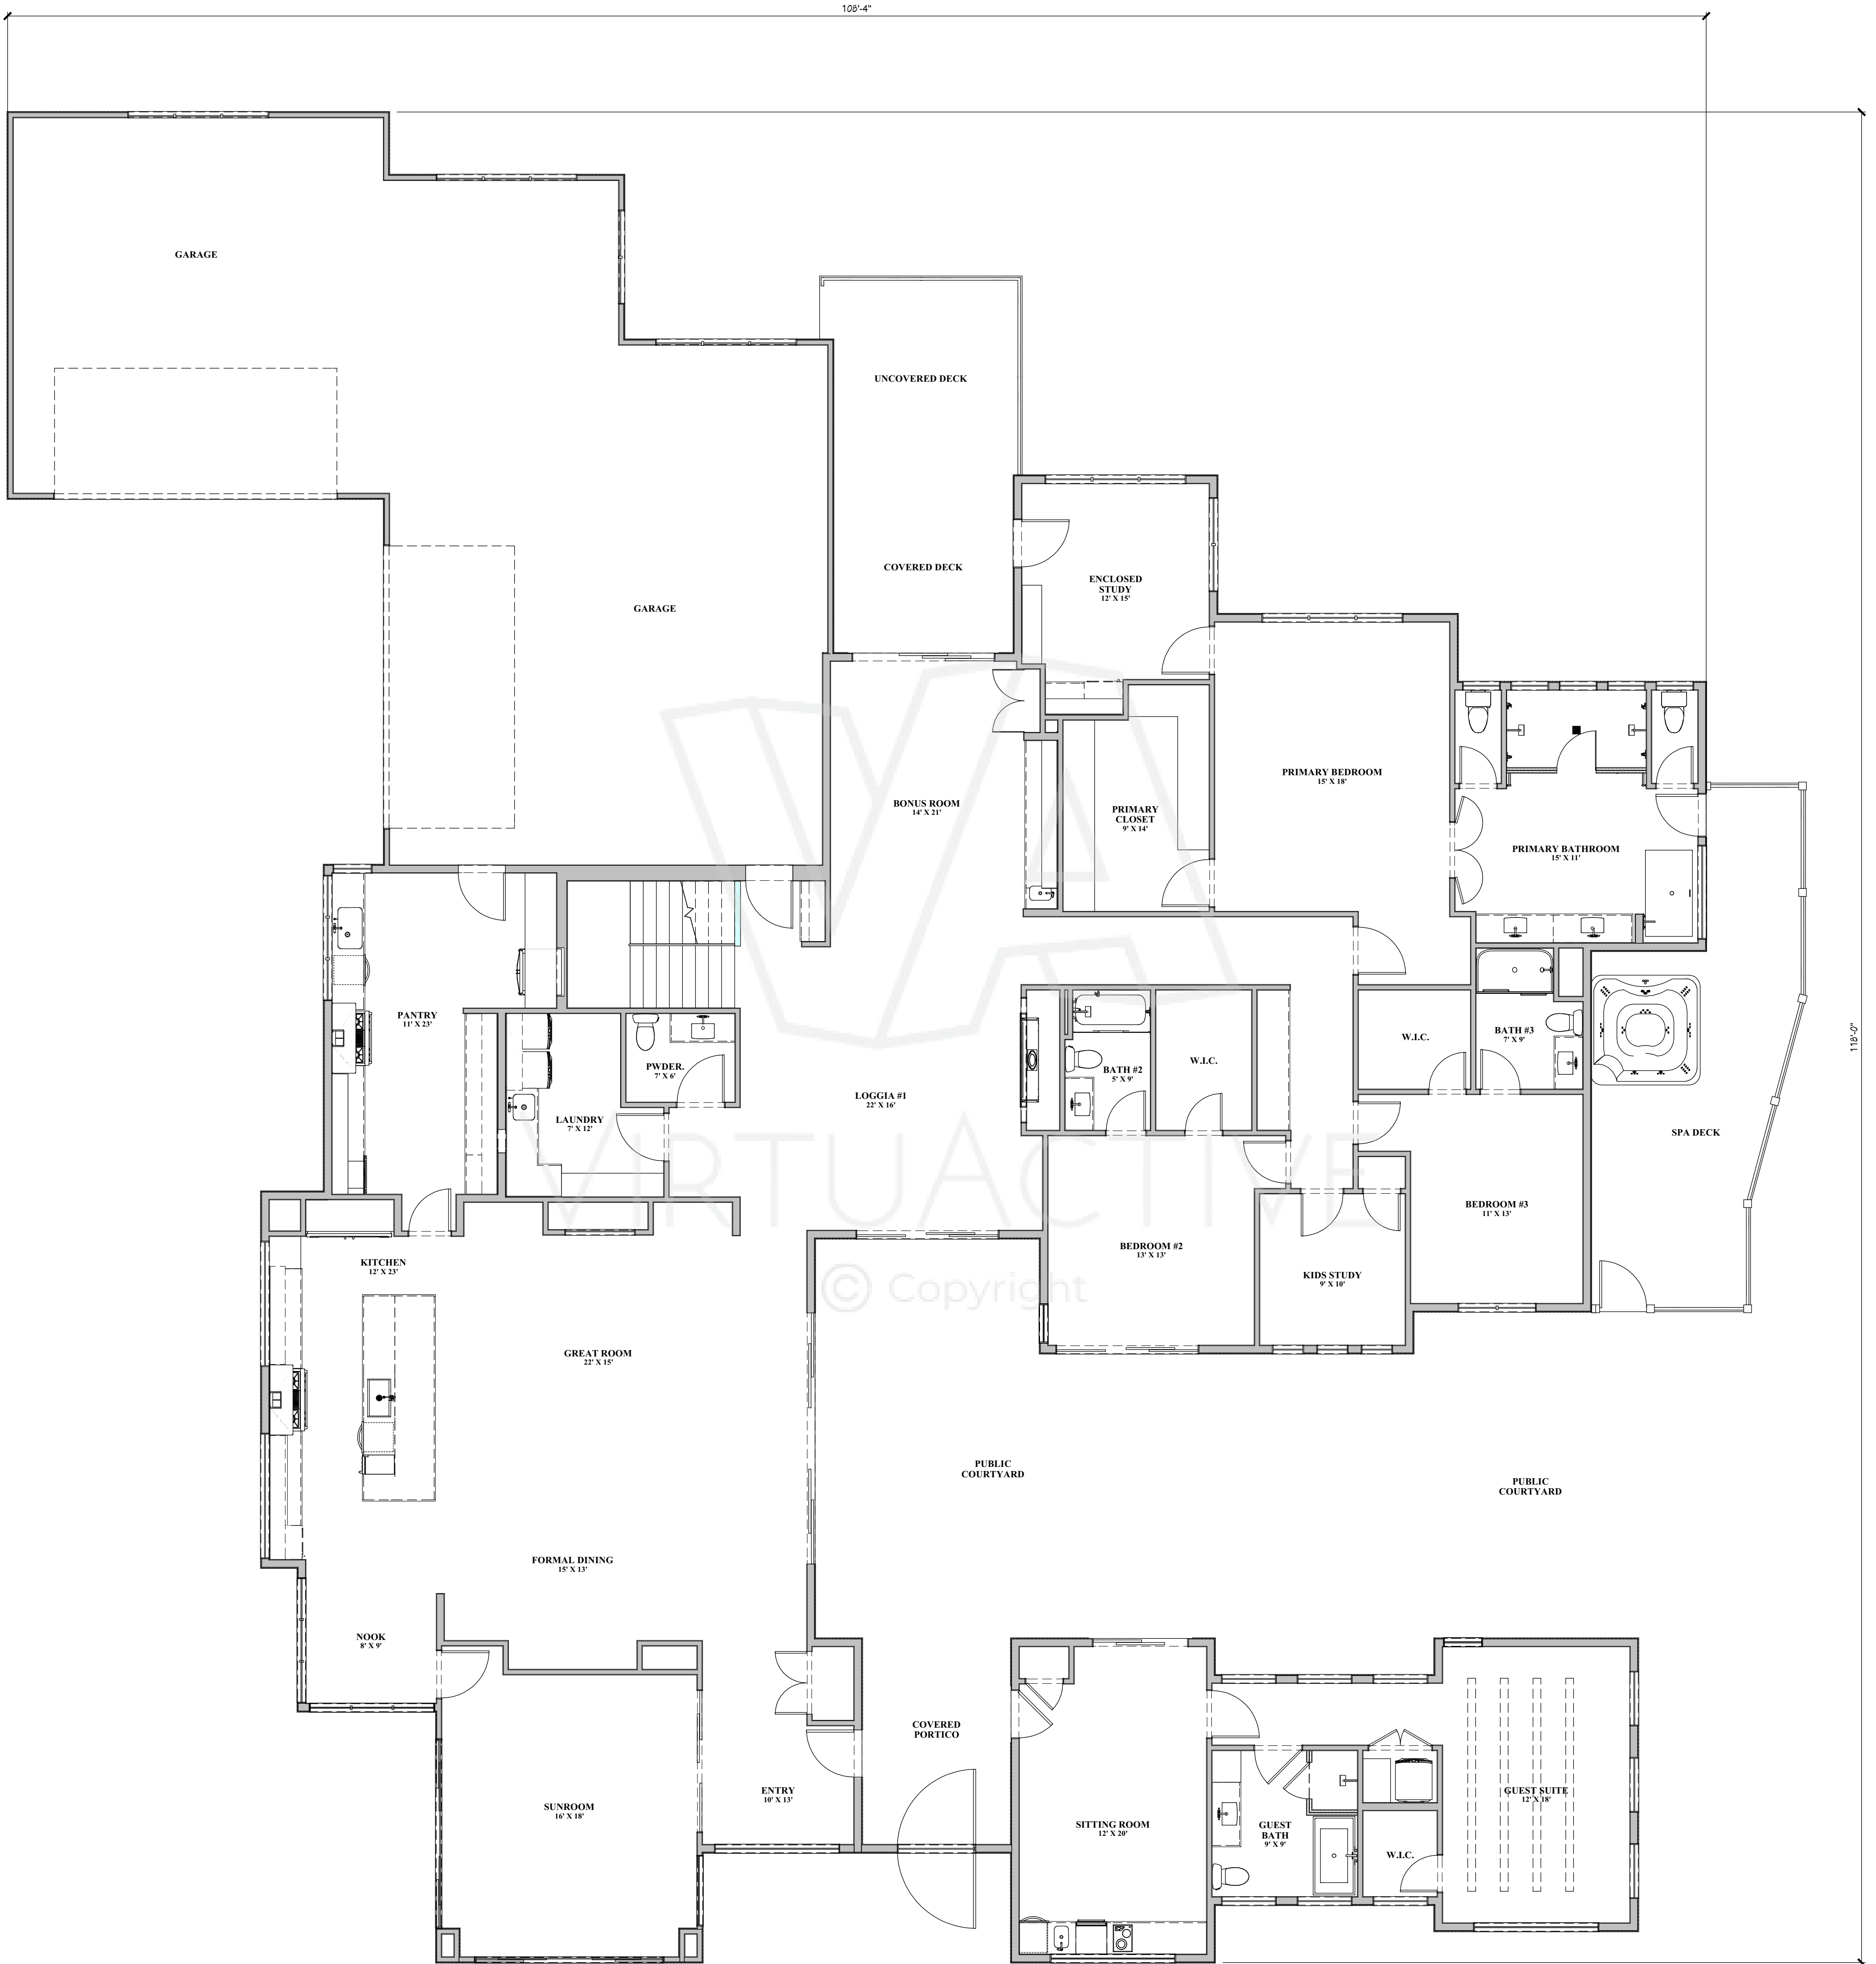 108'-4"
GARAGE
UNCOVERED DECK
COVERED DECK
ENCLOSED
STUDY
12' X 15'
GARAGE
118'-0"
PRIMARY BEDROOM
15' X 18'
BONUS ROOM
14' X 21'
PRIMARY
CLOSET
9' X 14'
PRIMARY BATHROOM
15' X 11'
PANTRY
11' X 23'
PWDER.
7' X 6'
LAUNDRY
7' X 12'
LOGGIA #1
22' X 16'
BATH #2
5' X 9'
W.I.C.
W.I.C.
BATH #3
7' X 9'
SPA DECK
VIRTUACTIVE
© Copyright
KITCHEN
12' X 23'
BEDROOM #2
13' X 13'
KIDS STUDY
9' X 10'
BEDROOM #3
11' X 13'
GREAT ROOM
22' X 15'
PUBLIC
COURTYARD
PUBLIC
COURTYARD
FORMAL DINING
15' X 13'
NOOK
8' X 9'
COVERED
PORTICO
SUNROOM
16' X 18'
ENTRY
10' X 13'
SITTING ROOM
12' X 20'
GUEST
BATH
9' X 9'
W.I.C.
GUEST SUITE
12' X 18'